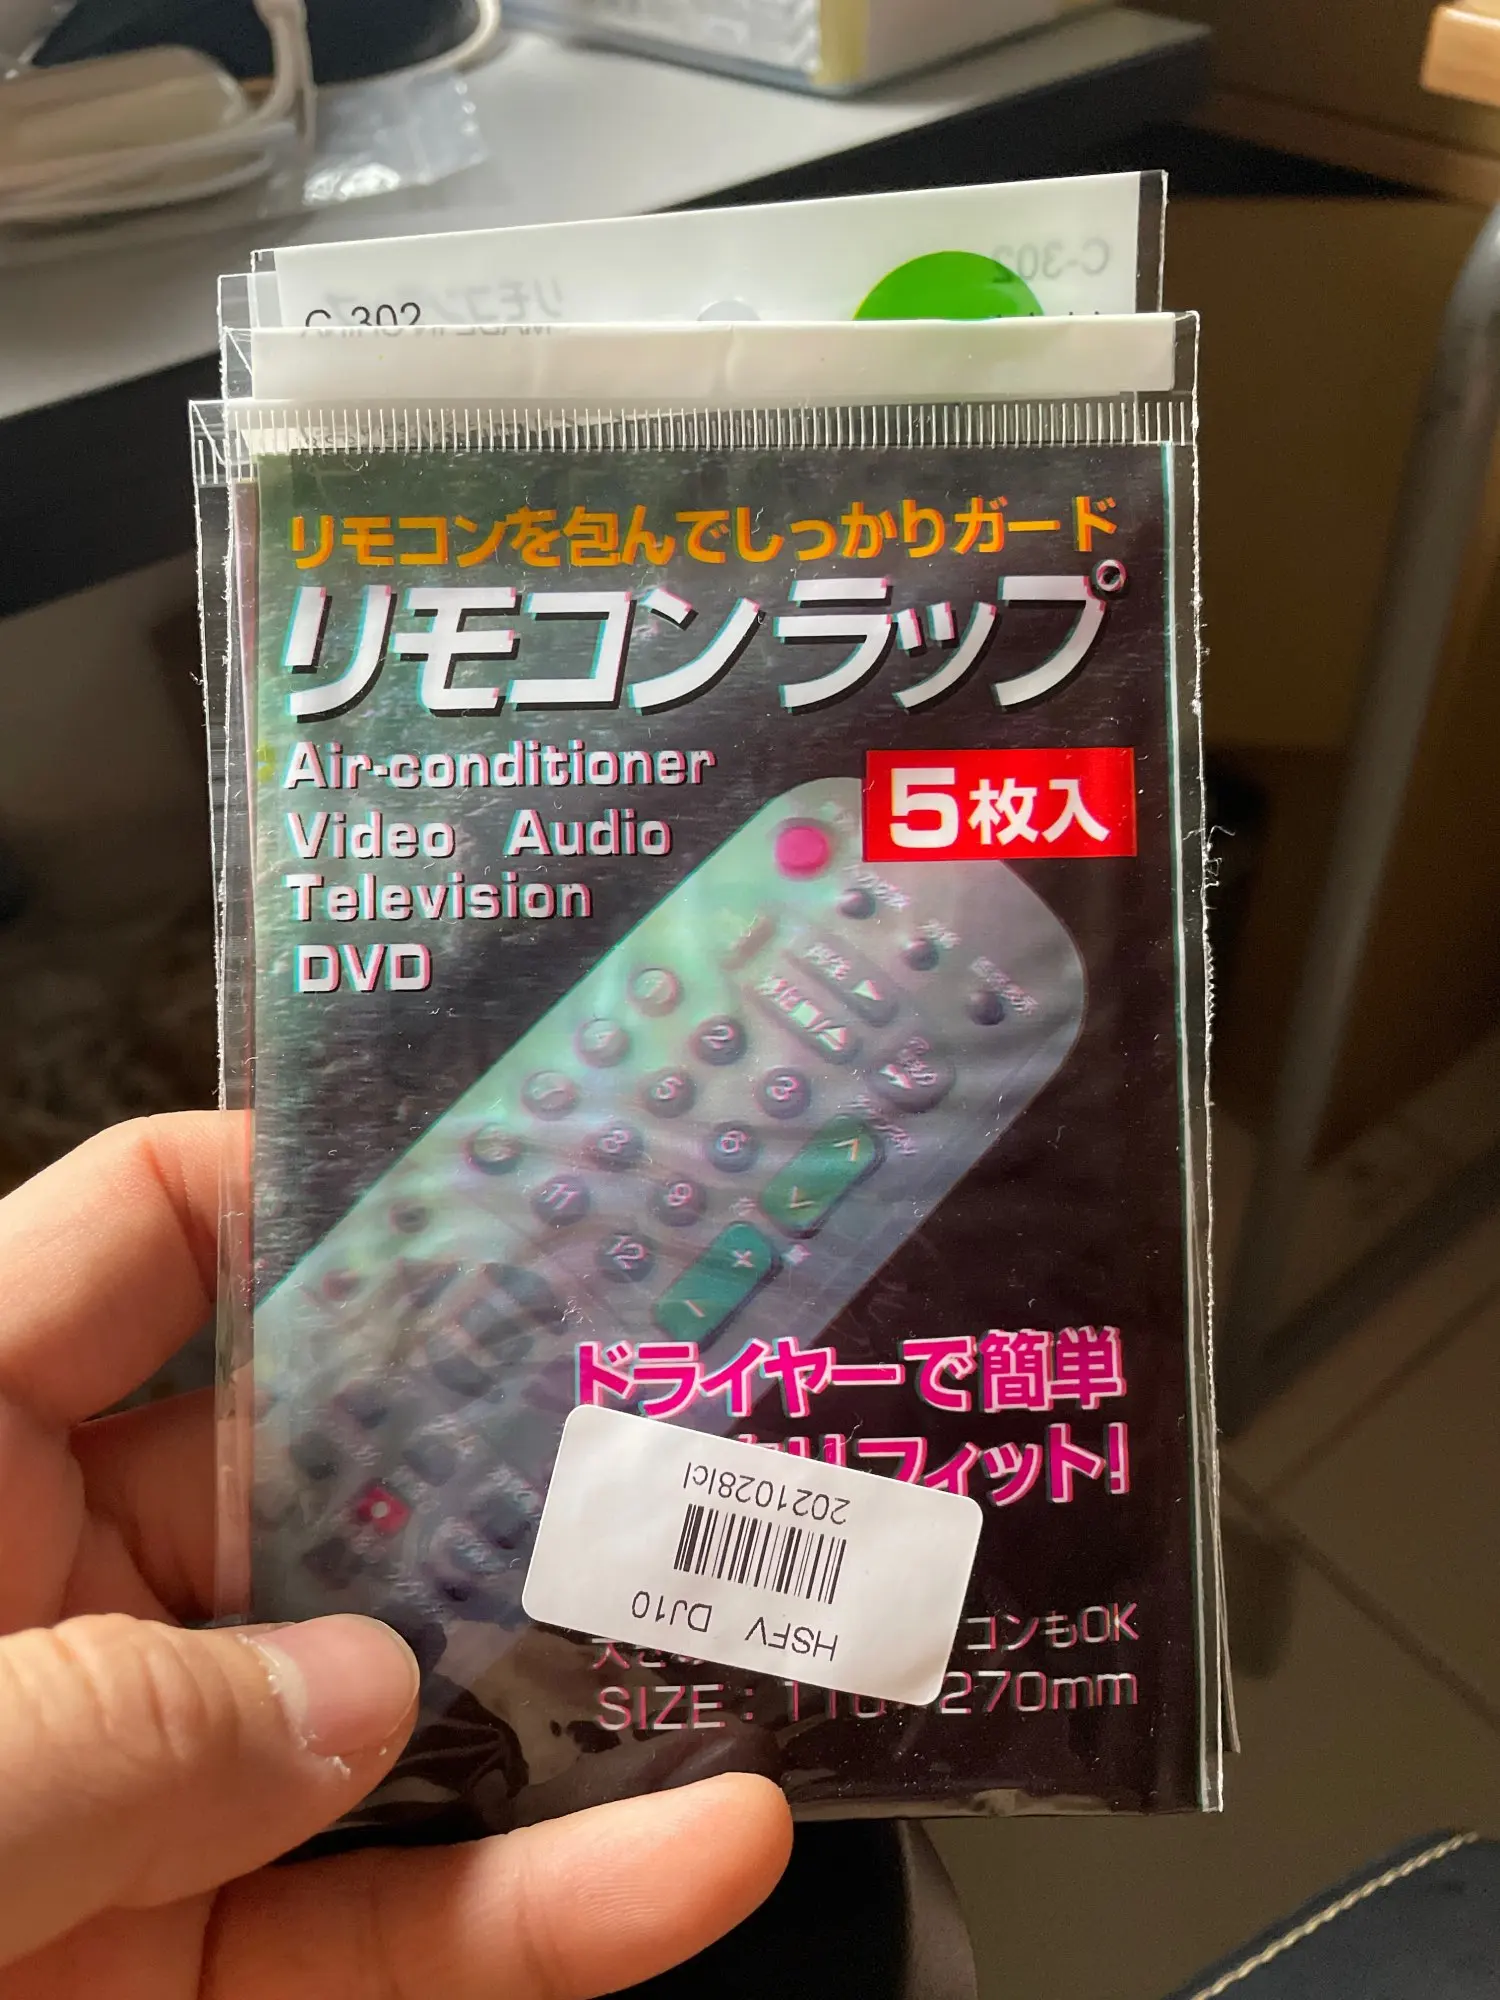 C-302
リモコンを包んでしっかりガード
リモコンラップ
Air-conditioner
5枚入
Video Audio
Television
DVD
ドライヤーで簡単
フィット!
2021028lcl
HSFV DJ10
コンもOK
SIZE: 270mm